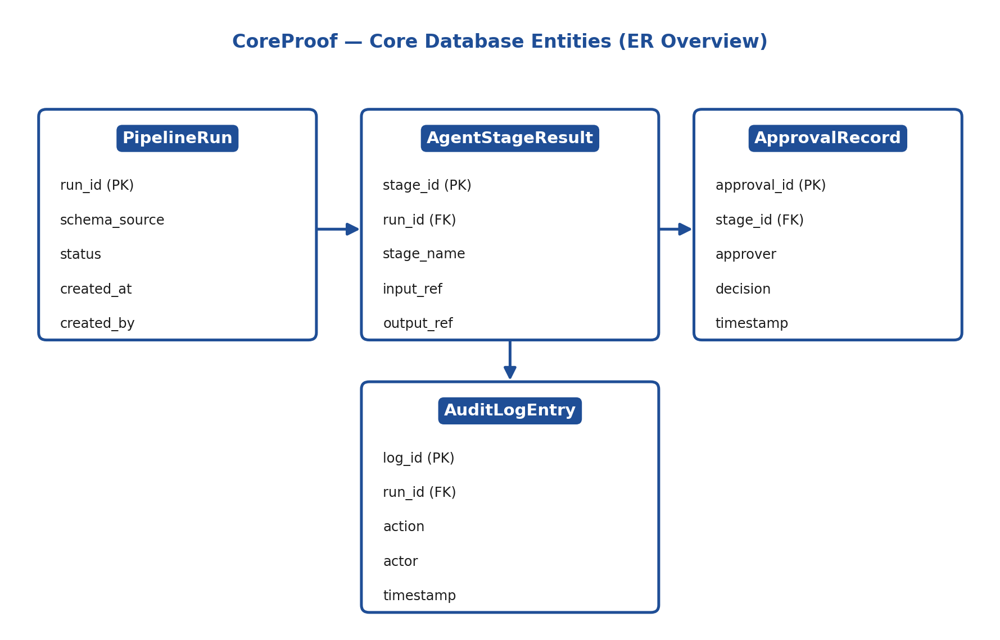 CoreProof — Core Database Entities (ER Overview)
PipelineRun
run_id (PK)
schema_source
status
created_at
created_by
AgentStageResult
stage_id (PK)
run_id (FK)
stage_name
input_ref
output_ref
ApprovalRecord
approval_id (PK)
stage_id (FK)
approver
decision
timestamp
AuditLogEntry
log_id (PK)
run_id (FK)
action
actor
timestamp